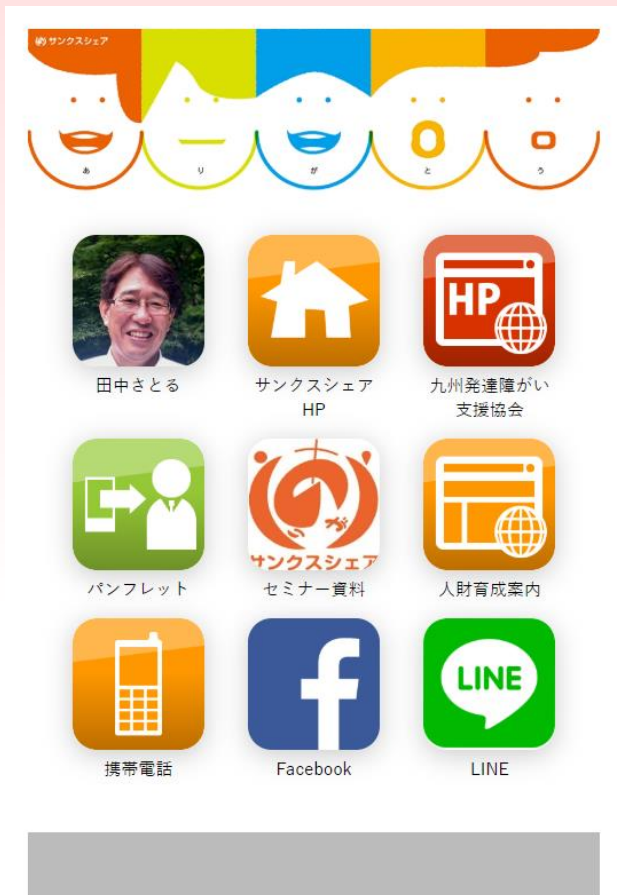 サンクスシェア
あ り が と う
田中さとる
サンクスシェア
HP
HP
九州発達障がい
支援協会
パンフレット
サンクスシェア
セミナー資料
人財育成案内
携帯電話
f
Facebook
LINE
LINE